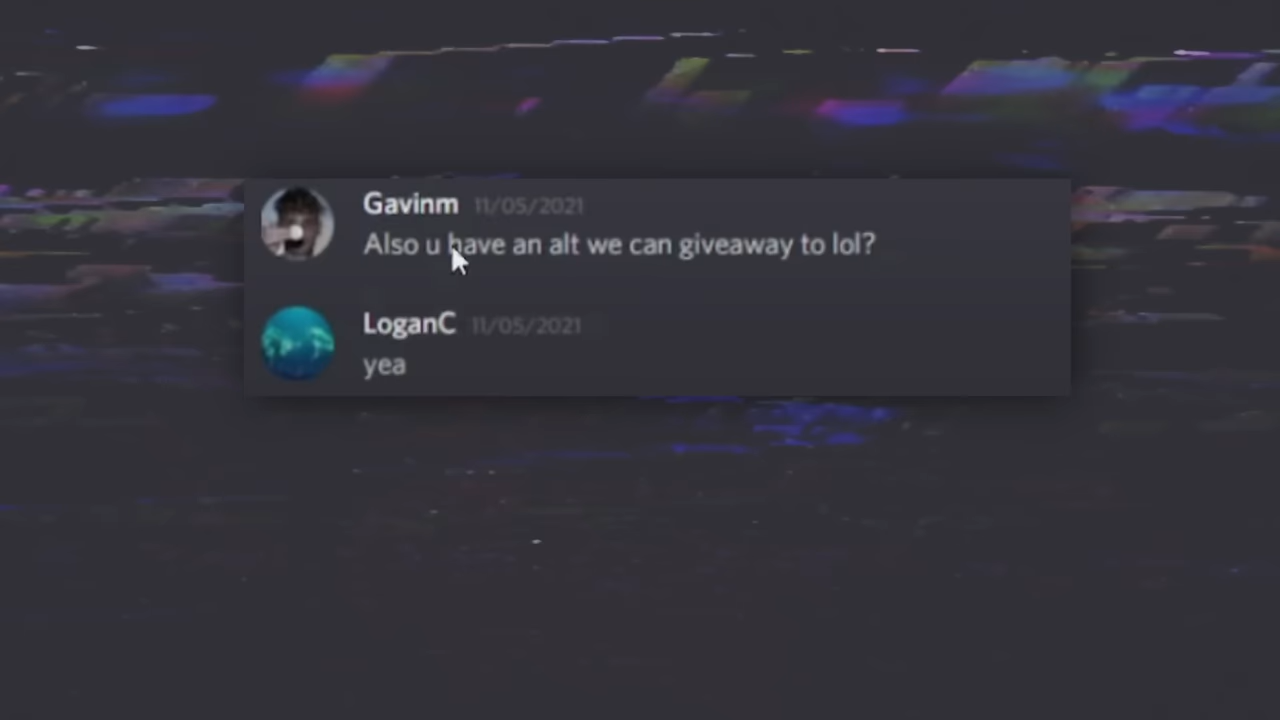 Gavinm 11/05/2021
Also u have an alt we can giveaway to lol?
LoganC 11/05/2021
yea